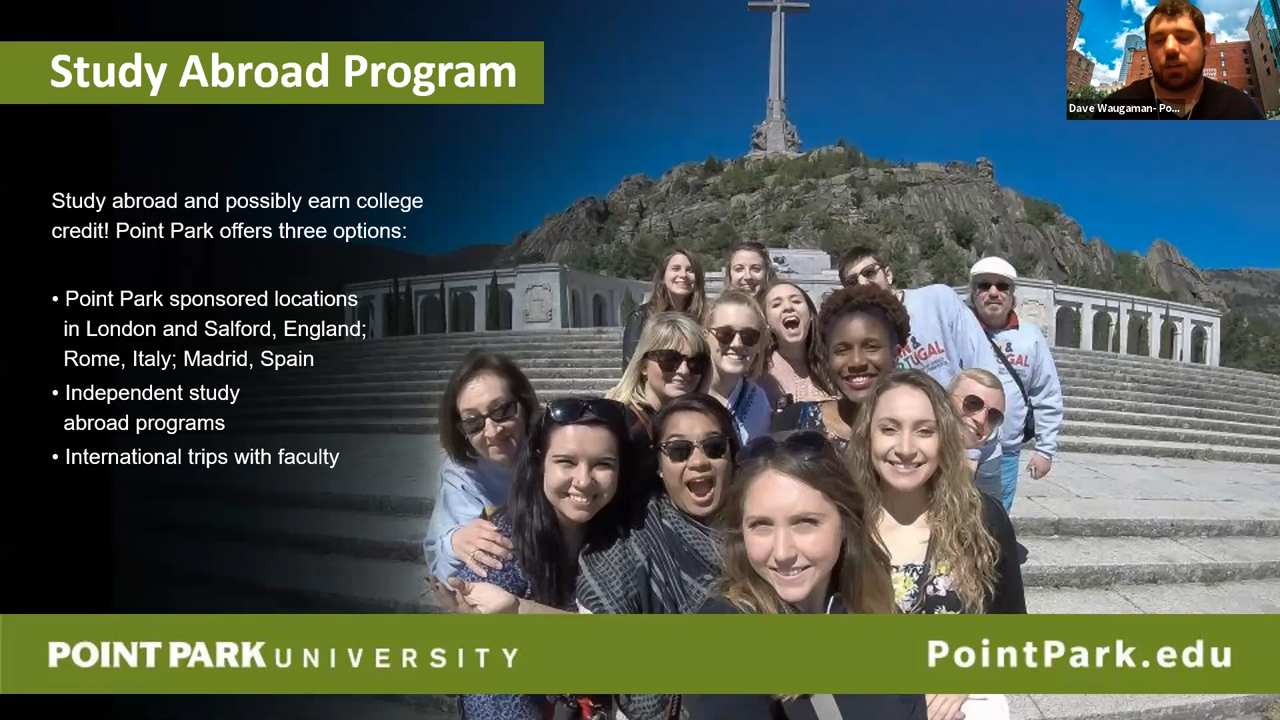 Study Abroad Program
Dave Waugaman- Po...
Study abroad and possibly earn college
credit! Point Park offers three options:
• Point Park sponsored locations
in London and Salford, England;
Rome, Italy; Madrid, Spain
• Independent study
abroad programs
• International trips with faculty
POINT PARK UNIVERSITY
PointPark.edu